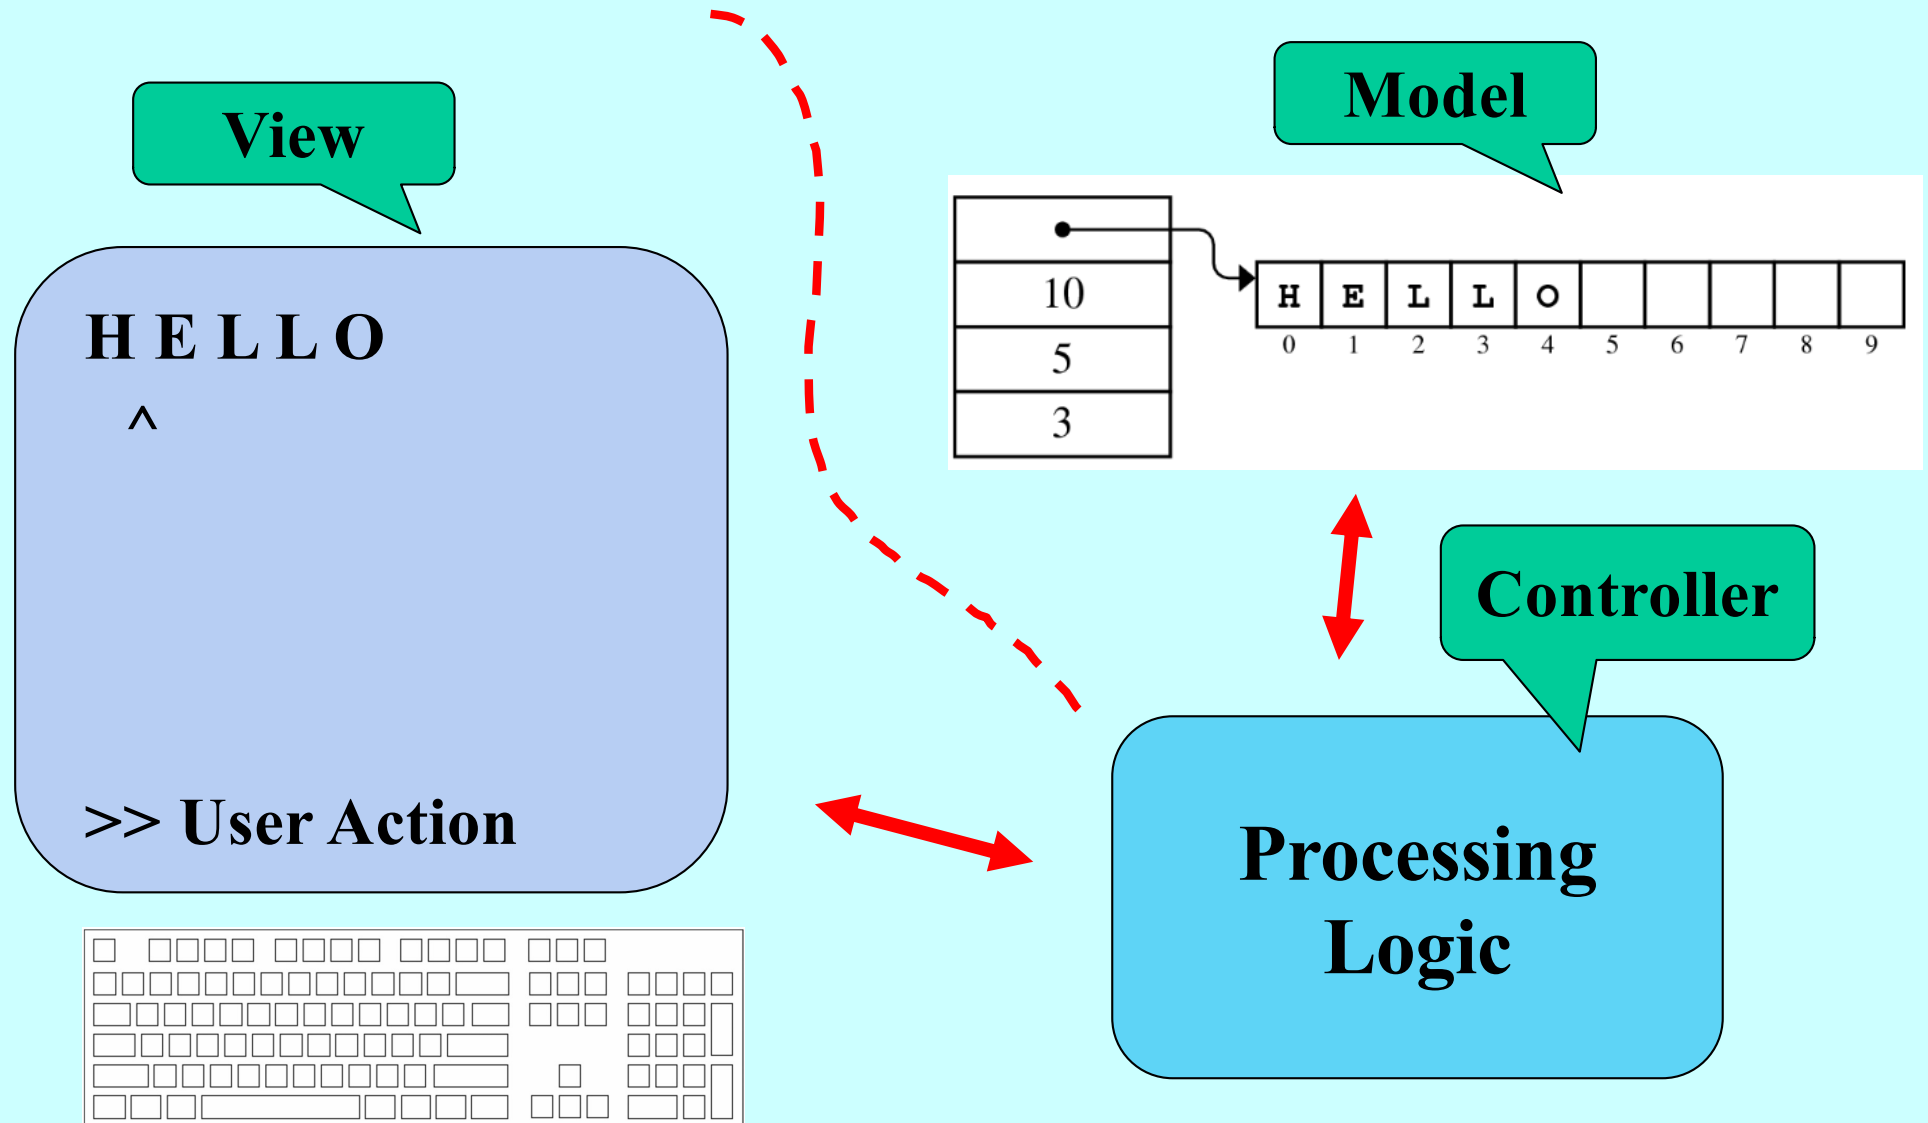 View
H E L L O
^
>> User Action
Model
10
5
3
H E L L O
0 1 2 3 4 5 6 7 8 9
Controller
Processing
Logic